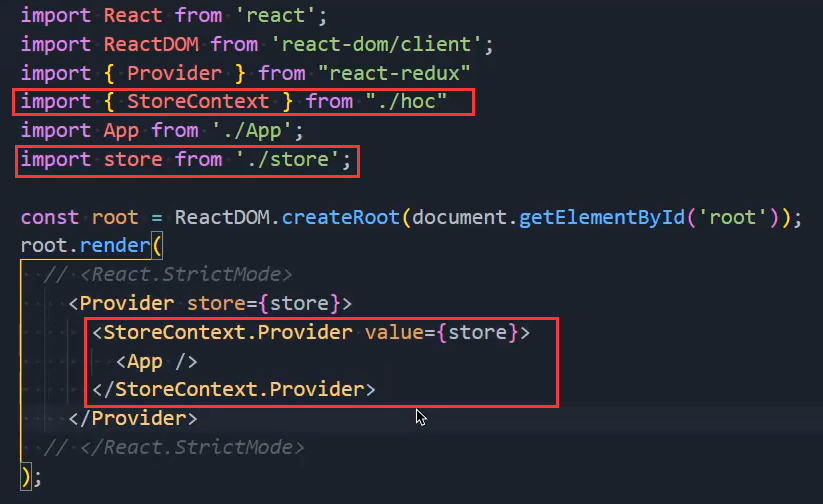 import React from 'react';
import ReactDOM from 'react-dom/client';
import { Provider } from "react-redux"
import { StoreContext } from "./hoc"
import App from './App';
import store from './store';
const root = ReactDOM.createRoot(document.getElementById('root'));
root.render(
// <React.StrictMode>
<Provider store={store}>
<StoreContext.Provider value={store}>
<App />
</StoreContext.Provider>
</Provider>
// </React.StrictMode>
);